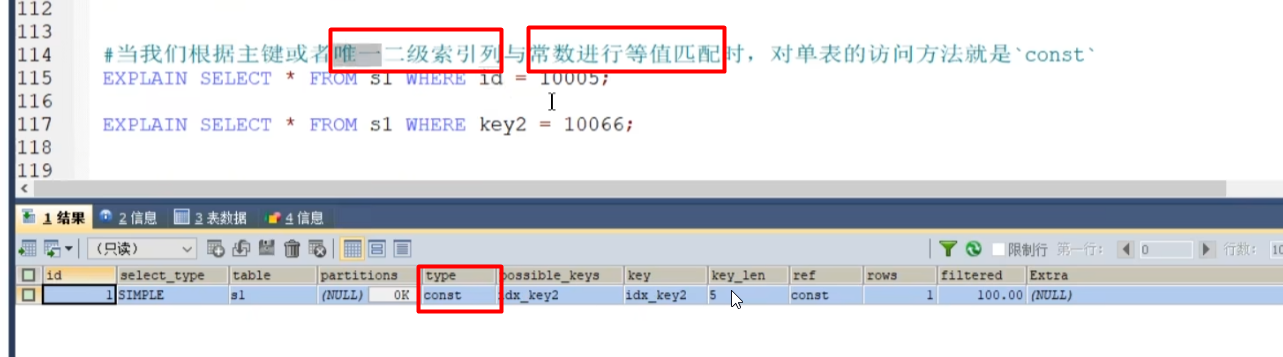 112
113
114 #当我们根据主键或者唯一二级索引列与常数进行等值匹配时，对单表的访问方法就是`const`
115 EXPLAIN SELECT * FROM s1 WHERE id = 10005;
116
117 EXPLAIN SELECT * FROM s1 WHERE key2 = 10066;
118
119
1 结果 2 信息 3 表数据 4 信息
（只读） 限制行 第一行: 0 行数: 10
id select_type table partitions type possible_keys key key_len ref rows filtered Extra
1 SIMPLE s1 (NULL) 0K const idx_key2 idx_key2 5 const 1 100.00 (NULL)